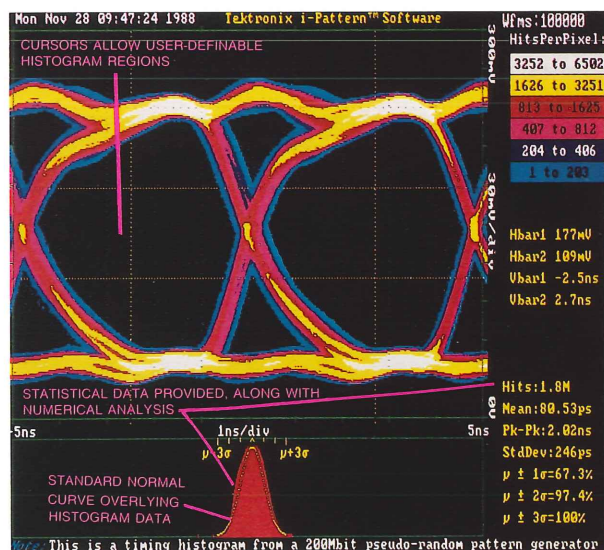 Mon Nov 28 09:47:24 1988
Tektronix i-Pattern™ Software
Wfms:100000
HitsPerPixel:
3252 to 6502
1626 to 3251
813 to 1625
407 to 812
204 to 406
1 to 203
CURSORS ALLOW USER-DEFINABLE
HISTOGRAM REGIONS
300mV
30mV/div
0V
Hbar1 177mV
Hbar2 109mV
Vbar1 -2.5ns
Vbar2 2.7ns
STATISTICAL DATA PROVIDED, ALONG WITH
NUMERICAL ANALYSIS
-5ns
1ns/div
5ns
μ-3σ
μ+3σ
STANDARD NORMAL
CURVE OVERLYING
HISTOGRAM DATA
Hits:1.8M
Mean:80.53ps
Pk-Pk:2.02ns
StdDev:246ps
μ ± 1σ=67.3%
μ ± 2σ=97.4%
μ ± 3σ=100%
Note: This is a timing histogram from a 200Mbit pseudo-random pattern generator